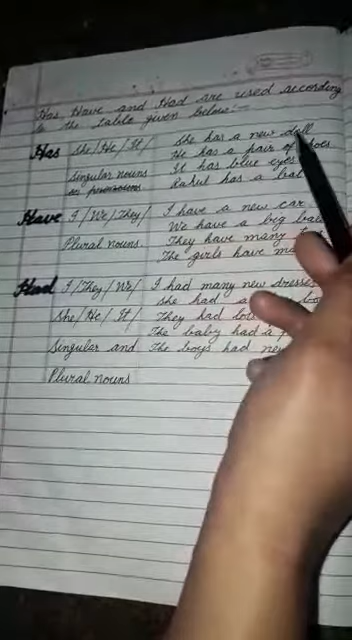 Has, Have and Had are used according
to the table given below:—
Has She/He/It/ She has a new doll
He has a pair of shoes
Singular nouns It has blue eyes
or pronouns Rahul has a
Have I/We/They/ I have a new car.
We have a big
Plural nouns. They have many
The girls have
Had I/They/We/ I had many new dresses
She had a
She/He/It/ They had
The baby had a
Singular and The boys had
Plural nouns